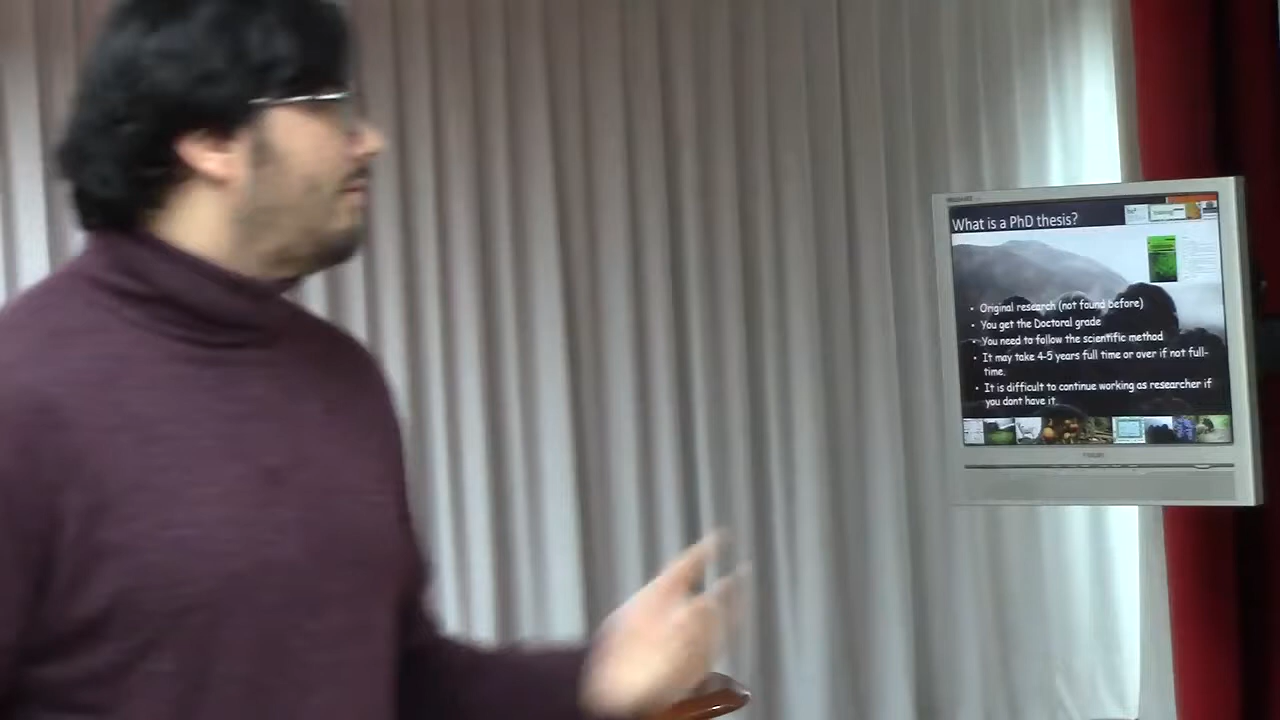 What is a PhD thesis?
• Original research (not found before)
• You get the Doctoral grade
• You need to follow the scientific method
• It may take 4-5 years full time or over if not full-
time.
• It is difficult to continue working as researcher if
you dont have it.
PHILIPS